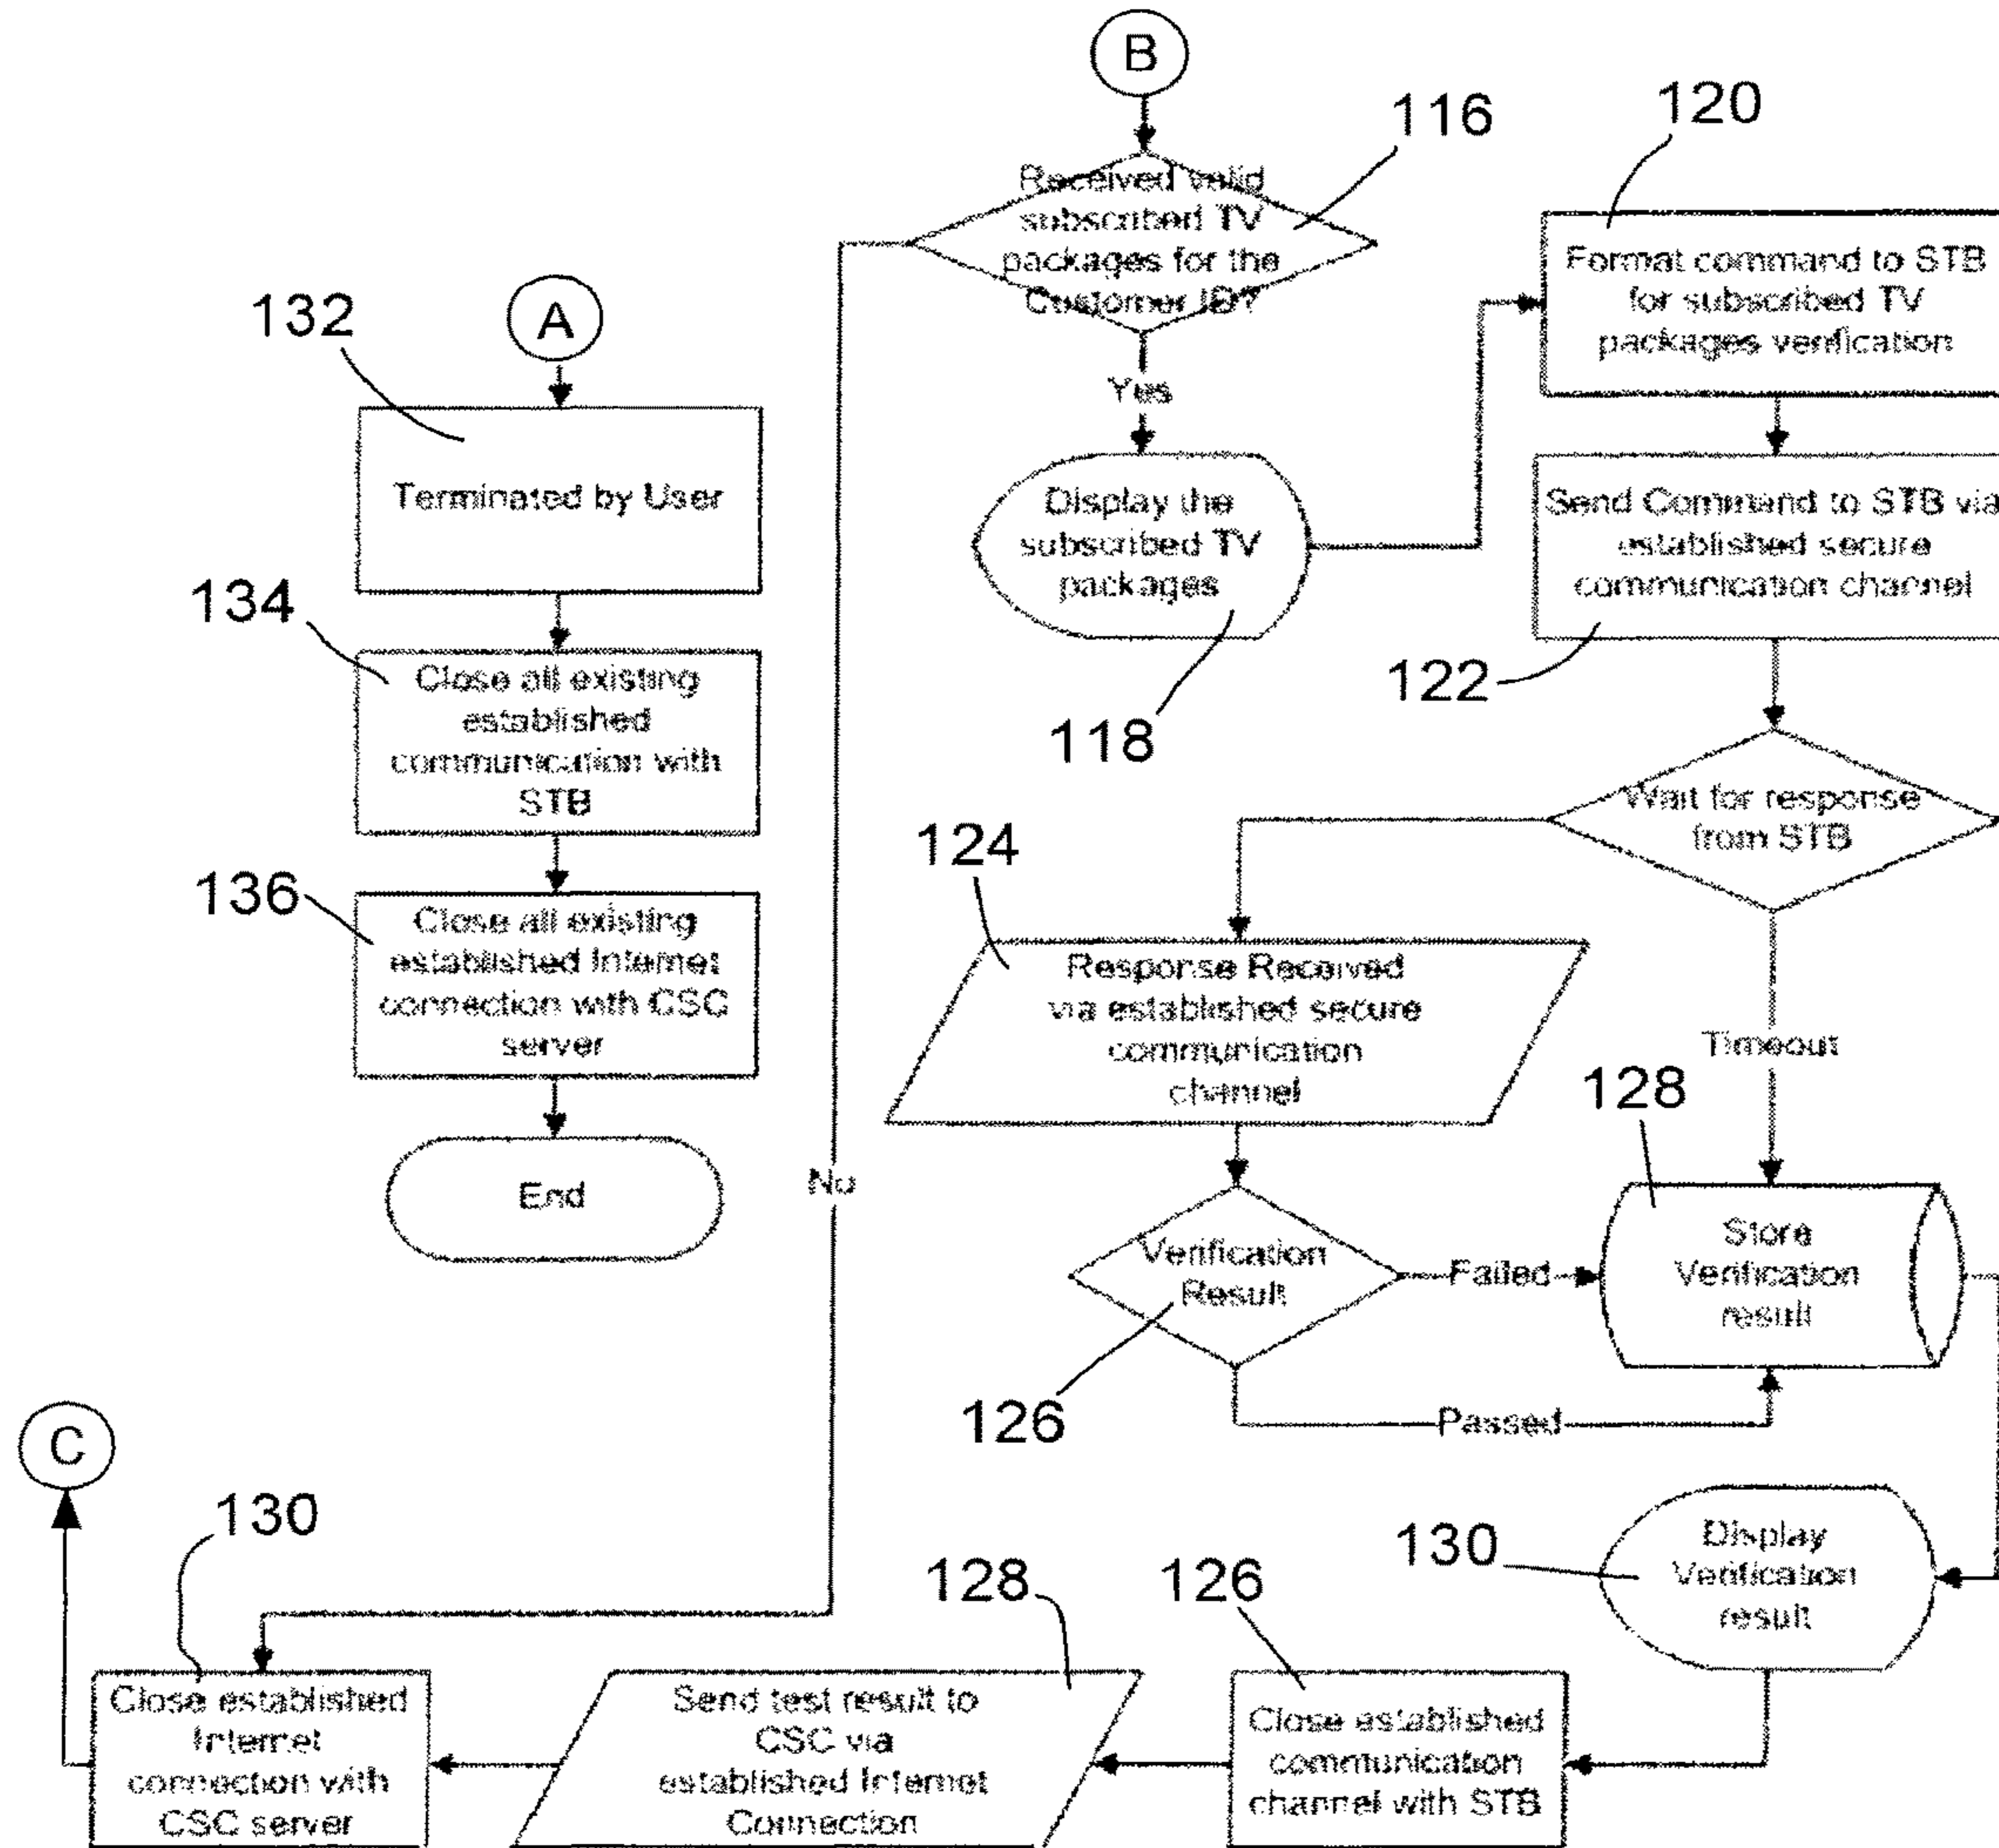 B
116
120
Received valid
subscribed TV
packages for the
Customer ID?
Format command to STB
for subscribed TV
packages verification
A
132
Yes
Terminated by User
Display the
subscribed TV
packages
Send Command to STB via
established secure
communication channel
134
122
118
Close all existing
established
communication with
STB
Wait for response
from STB
124
136
Close all existing
established Internet
connection with CSC
server
Response Received
via established secure
communication
channel
Timeout
128
End
No
Verification
Result
Failed
Store
Verification
result
126
Passed
C
130
Display
Verification
result
130
128
126
Close established
Internet
connection with
CSC server
Send test result to
CSC via
established Internet
Connection
Close established
communication
channel with STB